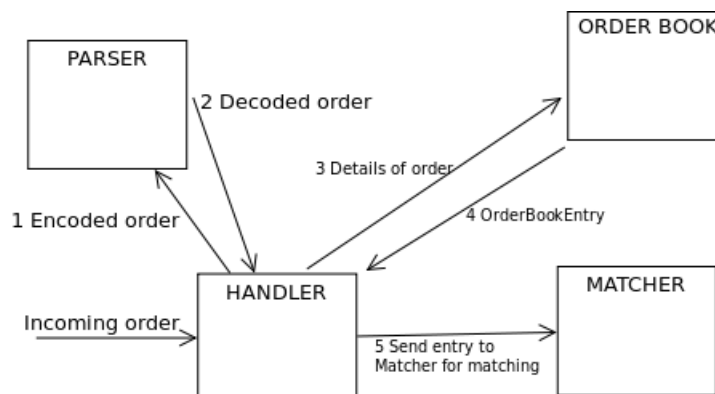 ORDER BOOK
PARSER
2 Decoded order
3 Details of order
1 Encoded order
4 OrderBookEntry
HANDLER
MATCHER
Incoming order
5 Send entry to
Matcher for matching